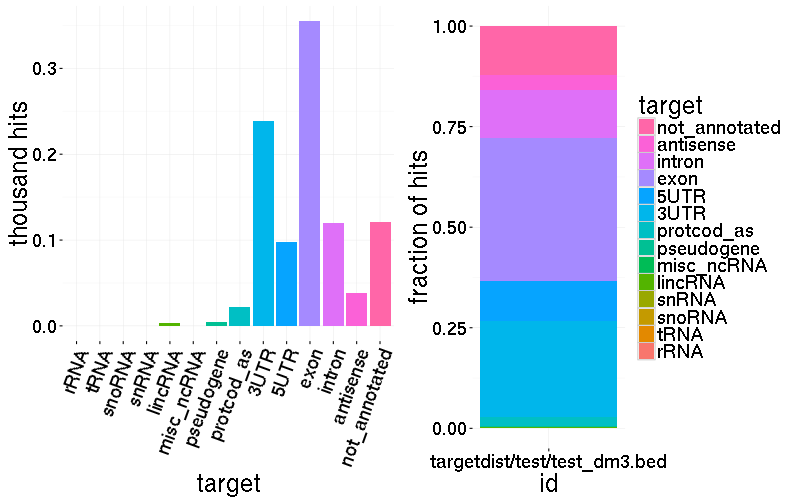 thousand hits
0.3
0.2
0.1
0.0
rRNA
tRNA
snoRNA
snRNA
lincRNA
misc_ncRNA
pseudogene
protcod_as
3UTR
5UTR
exon
intron
antisense
not_annotated
target
fraction of hits
1.00
0.75
0.50
0.25
0.00
targetdist/test/test_dm3.bed
id
target
not_annotated
antisense
intron
exon
5UTR
3UTR
protcod_as
pseudogene
misc_ncRNA
lincRNA
snRNA
snoRNA
tRNA
rRNA